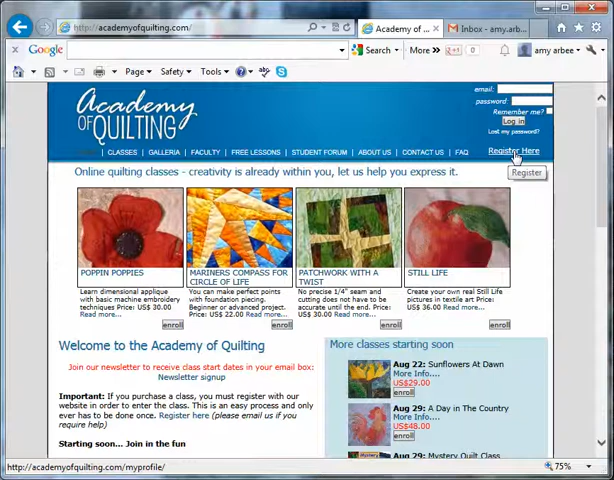 http://academyofquilting.com/
Academy of ...
Inbox - amy.arb...
Google
Search
More »
+1
0
amy arbee
Page
Safety
Tools
Academy
OF QUILTING
email:
password:
Remember me?
Log in
Lost my password?
Register Here
CLASSES | GALLERIA | FACULTY | FREE LESSONS | STUDENT FORUM | ABOUT US | CONTACT US | FAQ
Register
Online quilting classes - creativity is already within you, let us help you express it.
POPPIN POPPIES
Learn dimensional applique
with basic machine embroidery
techniques Price: US$ 30.00
Read more...
enroll
MARINERS COMPASS FOR
CIRCLE OF LIFE
You can make perfect points
with foundation piecing.
Beginner or advanced project.
Price: US$ 22.00 Read more...
enroll
PATCHWORK WITH A
TWIST
No precise 1/4" seam and
cutting does not have to be
accurate until the end. Price:
US$ 30.00 Read more...
enroll
STILL LIFE
Create your own real Still Life
pictures in textile art Price:
US$ 36.00 Read more...
enroll
Welcome to the Academy of Quilting
Join our newsletter to receive class start dates in your email box:
Newsletter signup
Important: If you purchase a class, you must register with our
website in order to enter the class. This is an easy process and only
ever has to be done once. Register here (please email us if you
require help)
Starting soon... Join in the fun
More classes starting soon
Aug 22: Sunflowers At Dawn
More Info....
US$29.00
enroll
Aug 29: A Day in The Country
More Info....
US$48.00
enroll
Aug 29: Mystery Quilt Class
http://academyofquilting.com/myprofile/
75%